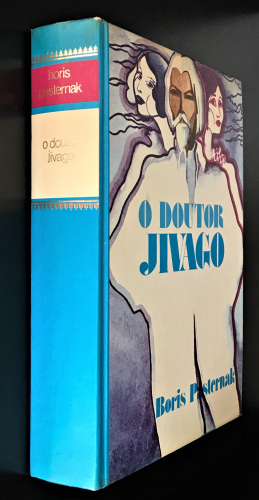 boris
pasternak
o doutor
Jivago
O DOUTOR
JIVAGO
Boris Pasternak